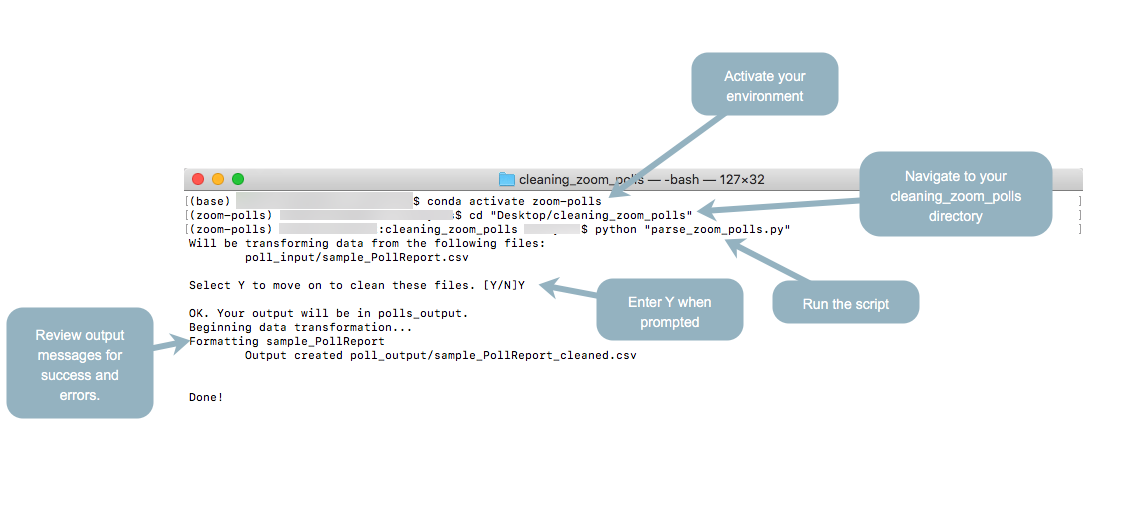 Activate your
environment
Navigate to your
cleaning_zoom_polls
directory
cleaning_zoom_polls — -bash — 127×32
[(base) $ conda activate zoom-polls ]
[(zoom-polls) $ cd "Desktop/cleaning_zoom_polls" ]
[(zoom-polls) :cleaning_zoom_polls $ python "parse_zoom_polls.py" ]
Will be transforming data from the following files:
poll_input/sample_PollReport.csv
Select Y to move on to clean these files. [Y/N]Y
Enter Y when
prompted
Run the script
OK. Your output will be in polls_output.
Beginning data transformation...
Formatting sample_PollReport
Output created poll_output/sample_PollReport_cleaned.csv
Review output
messages for
success and
errors.
Done!